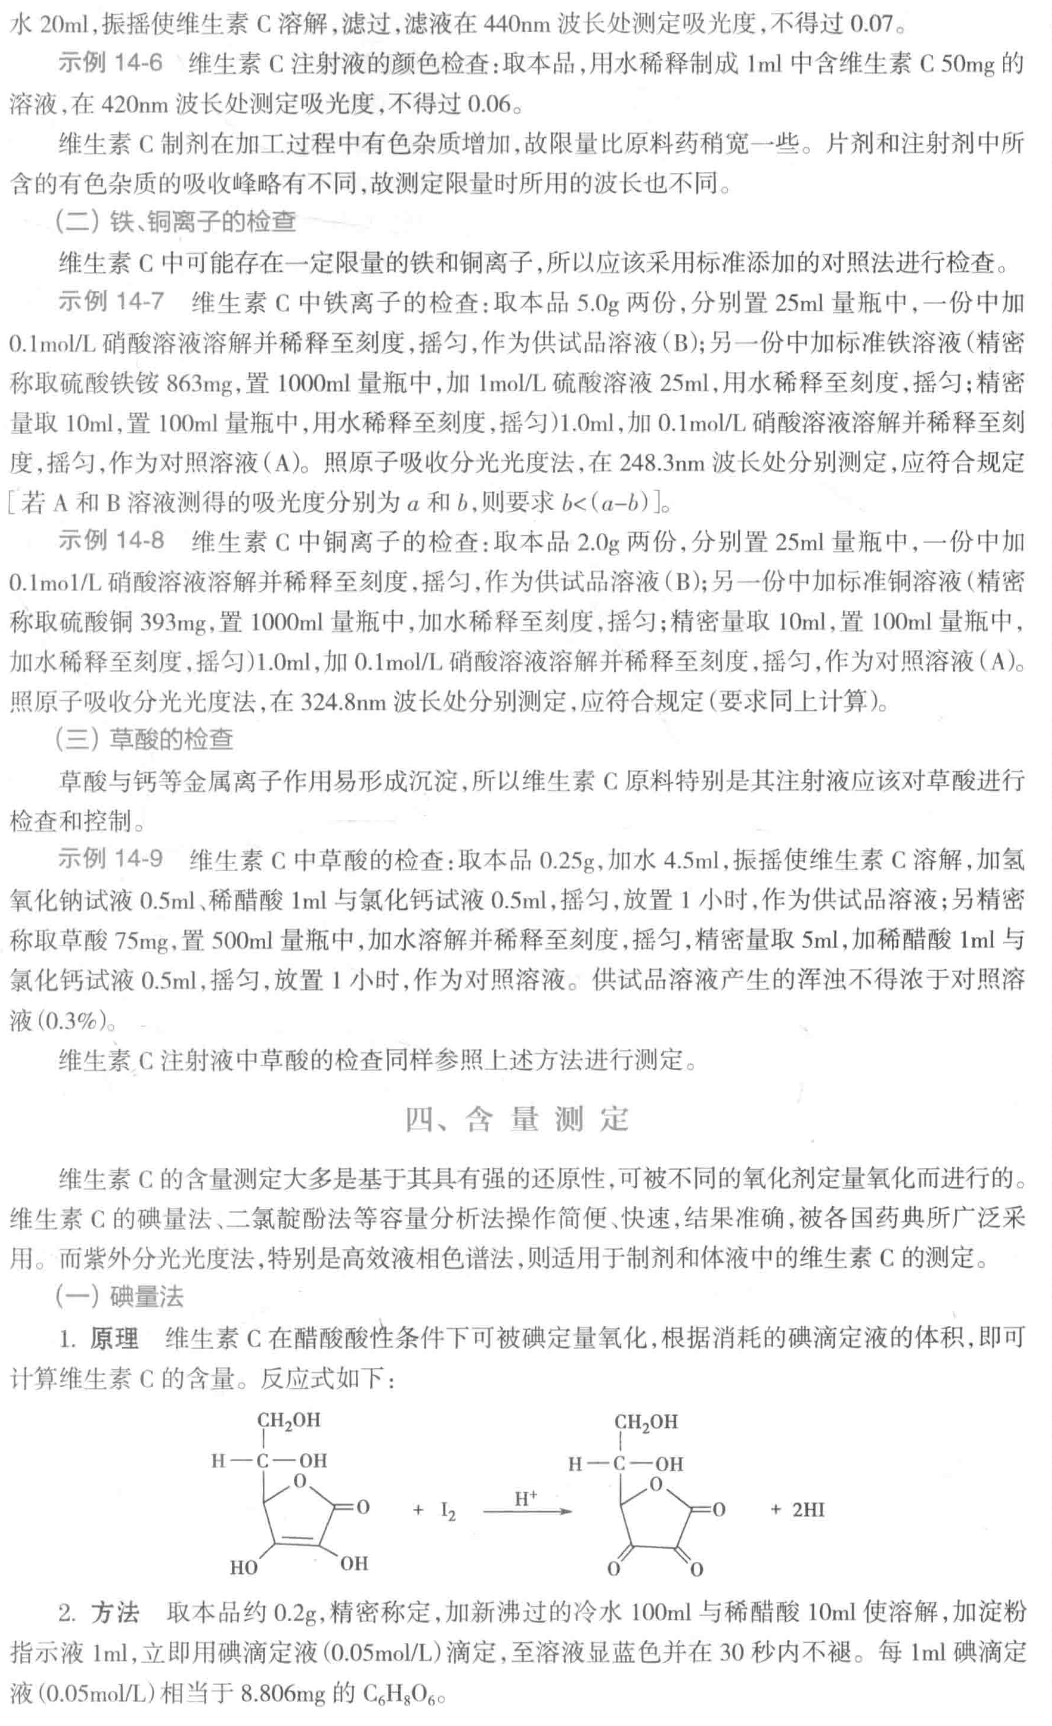 水 20ml,振摇使维生素 C 溶解,滤过,滤液在 440nm 波长处测定吸光度,不得过 0.07。
示例 14-6 维生素 C 注射液的颜色检查:取本品,用水稀释制成 1ml 中含维生素 C 50mg 的
溶液,在 420nm 波长处测定吸光度,不得过 0.06。
维生素 C 制剂在加工过程中有色杂质增加,故限量比原料药稍宽一些。片剂和注射剂中所
含的有色杂质的吸收峰略有不同,故测定限量时所用的波长也不同。
(二) 铁、铜离子的检查
维生素 C 中可能存在一定限量的铁和铜离子,所以应该采用标准添加的对照法进行检查。
示例 14-7 维生素 C 中铁离子的检查:取本品 5.0g 两份,分别置 25ml 量瓶中,一份中加
0.1mol/L 硝酸溶液溶解并稀释至刻度,摇匀,作为供试品溶液(B);另一份中加标准铁溶液(精密
称取硫酸铁铵 863mg,置 1000ml 量瓶中,加 1mol/L 硫酸溶液 25ml,用水稀释至刻度,摇匀;精密
量取 10ml,置 100ml 量瓶中,用水稀释至刻度,摇匀)1.0ml,加 0.1mol/L 硝酸溶液溶解并稀释至刻
度,摇匀,作为对照溶液(A)。照原子吸收分光光度法,在 248.3nm 波长处分别测定,应符合规定
[若 A 和 B 溶液测得的吸光度分别为 a 和 b,则要求 b<(a-b)]。
示例 14-8 维生素 C 中铜离子的检查:取本品 2.0g 两份,分别置 25ml 量瓶中,一份中加
0.1mo1/L 硝酸溶液溶解并稀释至刻度,摇匀,作为供试品溶液(B);另一份中加标准铜溶液(精密
称取硫酸铜 393mg,置 1000ml 量瓶中,加水稀释至刻度,摇匀;精密量取 10ml,置 100ml 量瓶中,
加水稀释至刻度,摇匀)1.0ml,加 0.1mol/L 硝酸溶液溶解并稀释至刻度,摇匀,作为对照溶液(A)。
照原子吸收分光光度法,在 324.8nm 波长处分别测定,应符合规定(要求同上计算)。
(三) 草酸的检查
草酸与钙等金属离子作用易形成沉淀,所以维生素 C 原料特别是其注射液应该对草酸进行
检查和控制。
示例 14-9 维生素 C 中草酸的检查:取本品 0.25g,加水 4.5ml,振摇使维生素 C 溶解,加氢
氧化钠试液 0.5ml、稀醋酸 1ml 与氯化钙试液 0.5ml,摇匀,放置 1 小时,作为供试品溶液;另精密
称取草酸 75mg,置 500ml 量瓶中,加水溶解并稀释至刻度,摇匀,精密量取 5ml,加稀醋酸 1ml 与
氯化钙试液 0.5ml,摇匀,放置 1 小时,作为对照溶液。供试品溶液产生的浑浊不得浓于对照溶
液(0.3%)。
维生素 C 注射液中草酸的检查同样参照上述方法进行测定。
四、含 量 测 定
维生素 C 的含量测定大多是基于其具有强的还原性,可被不同的氧化剂定量氧化而进行的。
维生素 C 的碘量法、二氯靛酚法等容量分析法操作简便、快速,结果准确,被各国药典所广泛采
用。而紫外分光光度法,特别是高效液相色谱法,则适用于制剂和体液中的维生素 C 的测定。
(一) 碘量法
1. 原理 维生素 C 在醋酸酸性条件下可被碘定量氧化,根据消耗的碘滴定液的体积,即可
计算维生素 C 的含量。反应式如下:
CH₂OH CH₂OH
H—C—OH H—C—OH
O O
=O + I₂ H⁺ =O + 2HI
HO OH O O
2. 方法 取本品约 0.2g,精密称定,加新沸过的冷水 100ml 与稀醋酸 10ml 使溶解,加淀粉
指示液 1ml,立即用碘滴定液(0.05mol/L)滴定,至溶液显蓝色并在 30 秒内不褪。每 1ml 碘滴定
液(0.05mol/L)相当于 8.806mg 的 C₆H₈O₆。